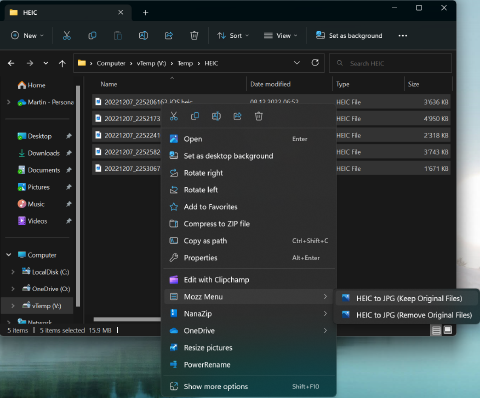 HEIC
New
Sort
View
Set as background
Computer > vTemp (V:) > Temp > HEIC
Search HEIC
Home
Martin - Persona
Desktop
Downloads
Documents
Pictures
Music
Videos
Computer
LocalDisk (C:)
OneDrive (O:)
vTemp (V:)
Network
Name
Date modified
Type
Size
20221207_225206163_iOS.heic
08.12.2022 06:52
HEIC File
3'636 KB
20221207_2252173
HEIC File
4'950 KB
20221207_2252241
HEIC File
2'318 KB
20221207_2252582
HEIC File
3'743 KB
20221207_2253067
HEIC File
1'671 KB
Open Enter
Set as desktop background
Rotate right
Rotate left
Add to Favorites
Compress to ZIP file
Copy as path Ctrl+Shift+C
Properties Alt+Enter
Edit with Clipchamp
Mozz Menu
NanaZip
OneDrive
Resize pictures
PowerRename
Show more options Shift+F10
HEIC to JPG (Keep Original Files)
HEIC to JPG (Remove Original Files)
5 items
5 items selected 15.9 MB